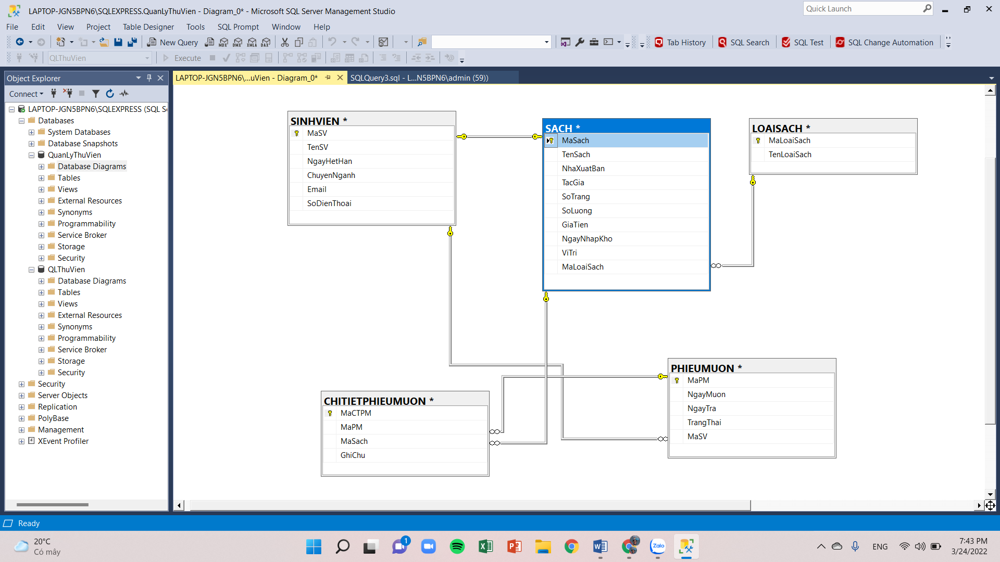 LAPTOP-JGN5BPN6\SQLEXPRESS.QuanLyThuVien - Diagram_0* - Microsoft SQL Server Management Studio
Quick Launch
File Edit View Project Table Designer Tools SQL Prompt Window Help
New Query
MDX DMX XMLA DAX
Tab History SQL Search SQL Test SQL Change Automation
QLThuVien
Execute
Object Explorer
LAPTOP-JGN5BPN6\...uVien - Diagram_0*
SQLQuery3.sql - L...N5BPN6\admin (59))
Connect
LAPTOP-JGN5BPN6\SQLEXPRESS (SQL S
Databases
System Databases
Database Snapshots
QuanLyThuVien
Database Diagrams
Tables
Views
External Resources
Synonyms
Programmability
Service Broker
Storage
Security
QLThuVien
Database Diagrams
Tables
Views
External Resources
Synonyms
Programmability
Service Broker
Storage
Security
Security
Server Objects
Replication
PolyBase
Management
XEvent Profiler
SINHVIEN *
MaSV
TenSV
NgayHetHan
ChuyenNganh
Email
SoDienThoai
SACH *
MaSach
TenSach
NhaXuatBan
TacGia
SoTrang
SoLuong
GiaTien
NgayNhapKho
ViTri
MaLoaiSach
LOAISACH *
MaLoaiSach
TenLoaiSach
CHITIETPHIEUMUON *
MaCTPM
MaPM
MaSach
GhiChu
PHIEUMUON *
MaPM
NgayMuon
NgayTra
TrangThai
MaSV
Ready
20°C
Có mây
1
Zalo
ENG
7:43 PM
3/24/2022